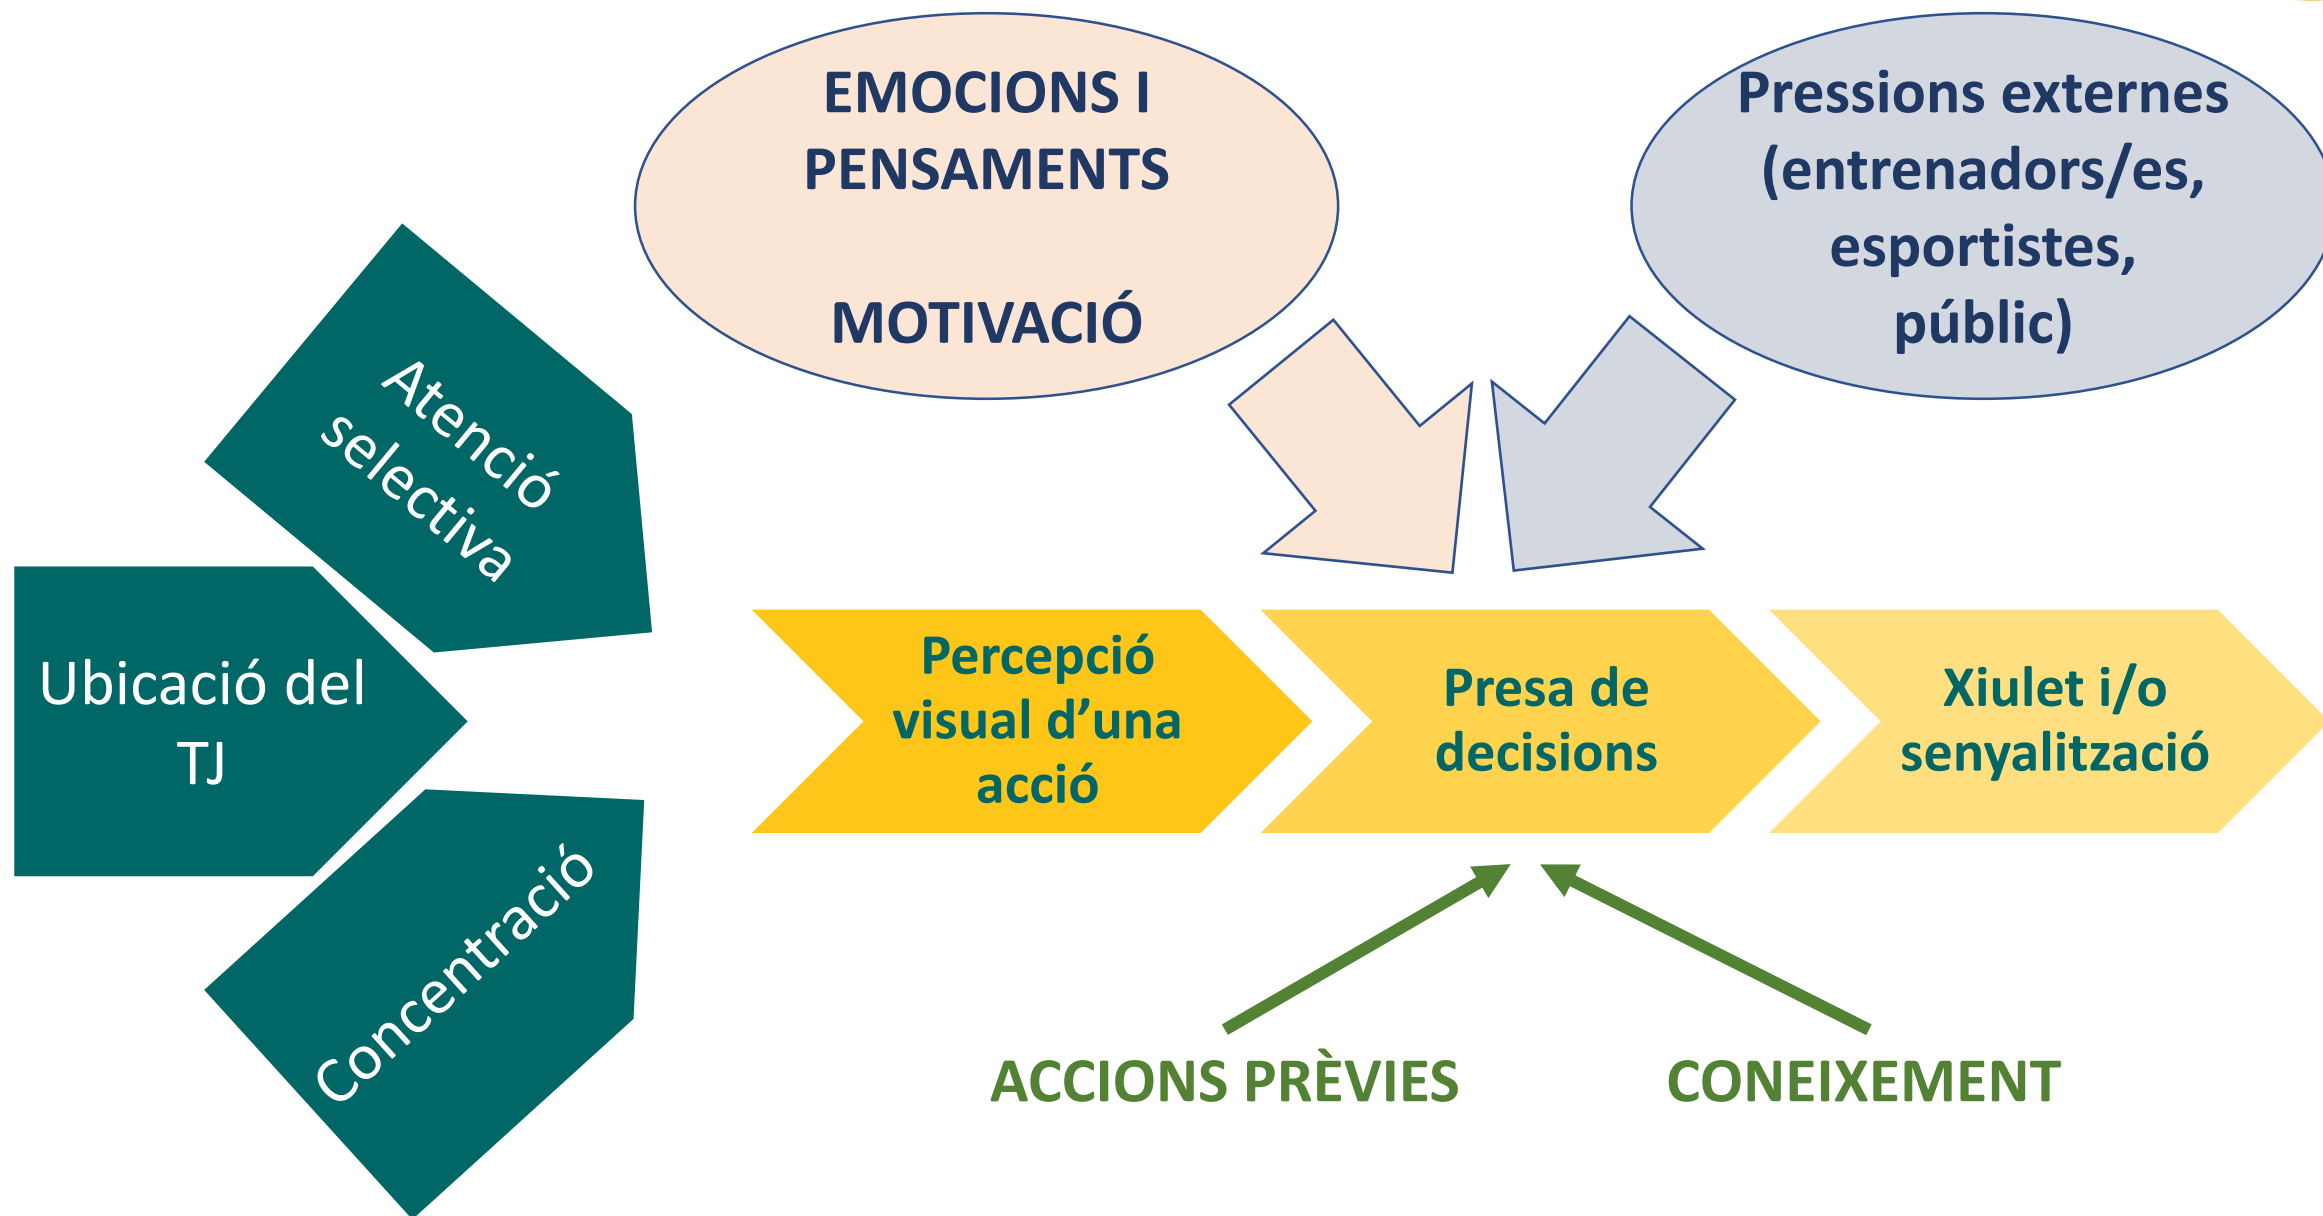 EMOCIONS I
PENSAMENTS
MOTIVACIÓ
Pressions externes
(entrenadors/es,
esportistes,
públic)
Atenció
selectiva
Ubicació del
TJ
Concentració
Percepció
visual d’una
acció
Presa de
decisions
Xiulet i/o
senyalització
ACCIONS PRÈVIES
CONEIXEMENT